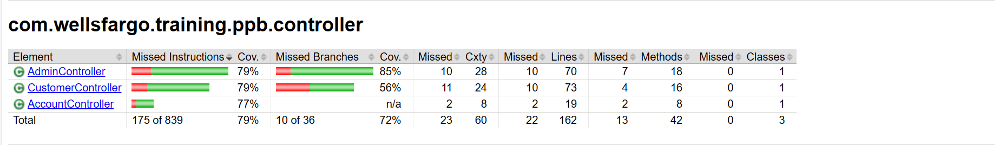 com.wellsfargo.training.ppb.controller
Element Missed Instructions Cov. Missed Branches Cov. Missed Cxty Missed Lines Missed Methods Missed Classes
C AdminController 79% 85% 10 28 10 70 7 18 0 1
C CustomerController 79% 56% 11 24 10 73 4 16 0 1
C AccountController 77% n/a 2 8 2 19 2 8 0 1
Total 175 of 839 79% 10 of 36 72% 23 60 22 162 13 42 0 3